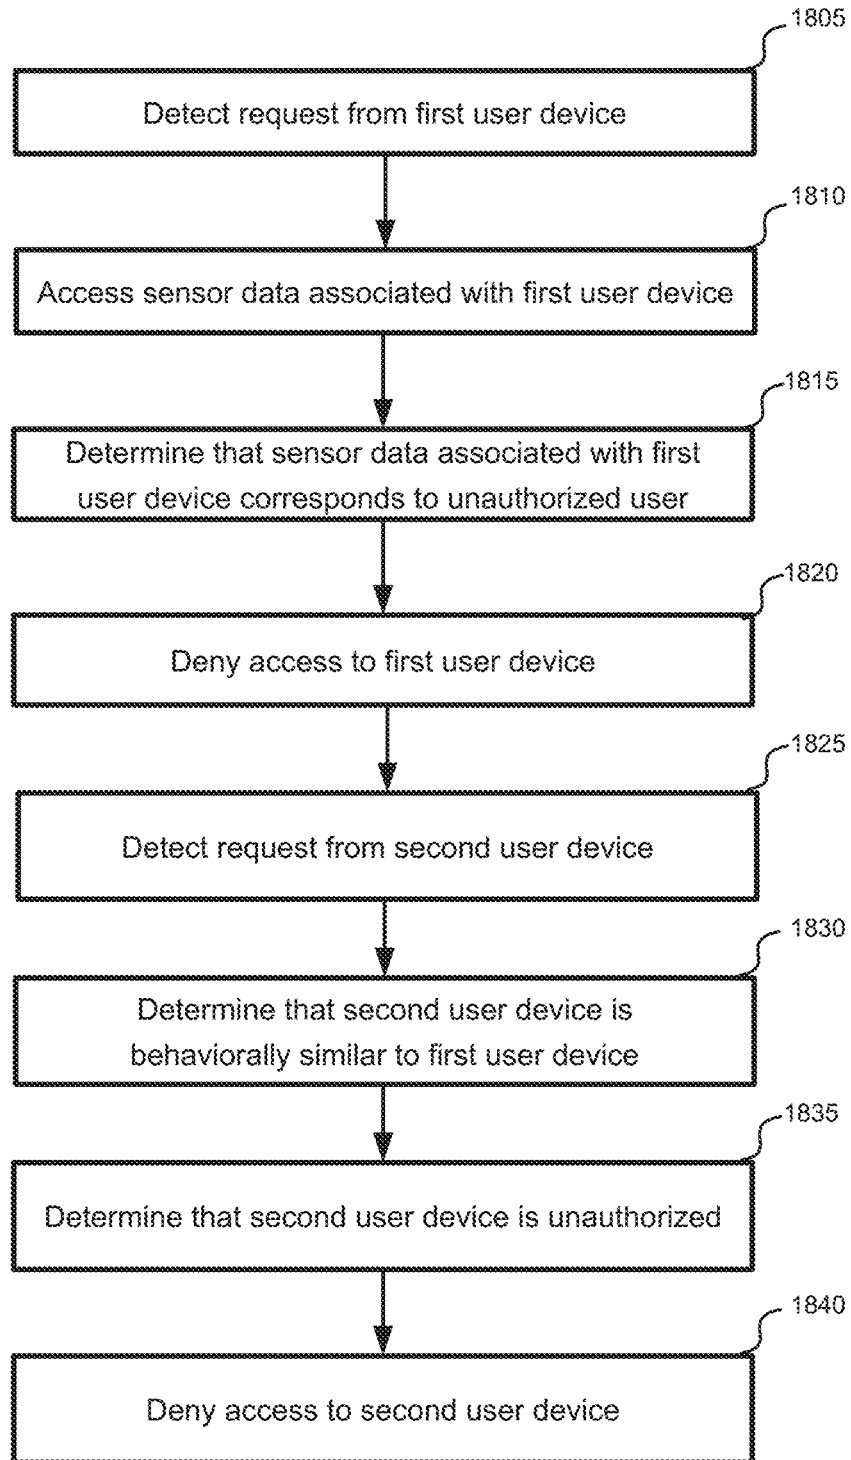 1805
Detect request from first user device
1810
Access sensor data associated with first user device
1815
Determine that sensor data associated with first
user device corresponds to unauthorized user
1820
Deny access to first user device
1825
Detect request from second user device
1830
Determine that second user device is
behaviorally similar to first user device
1835
Determine that second user device is unauthorized
1840
Deny access to second user device